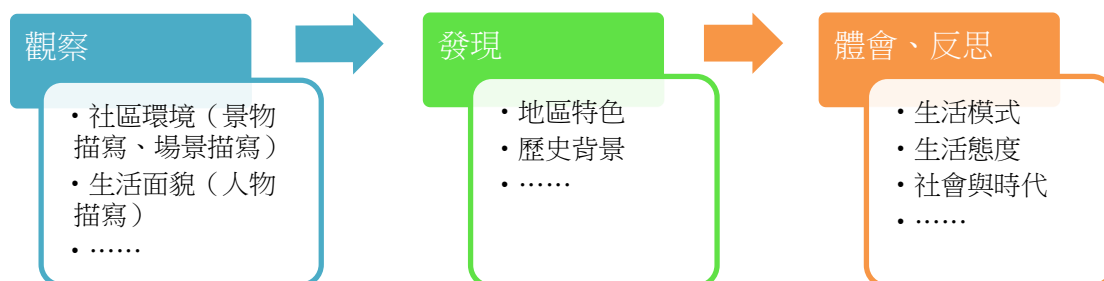 觀察
・社區環境（景物
描寫、場景描寫）
・生活面貌（人物
描寫）
・……
發現
・地區特色
・歷史背景
・……
體會、反思
・生活模式
・生活態度
・社會與時代
・……